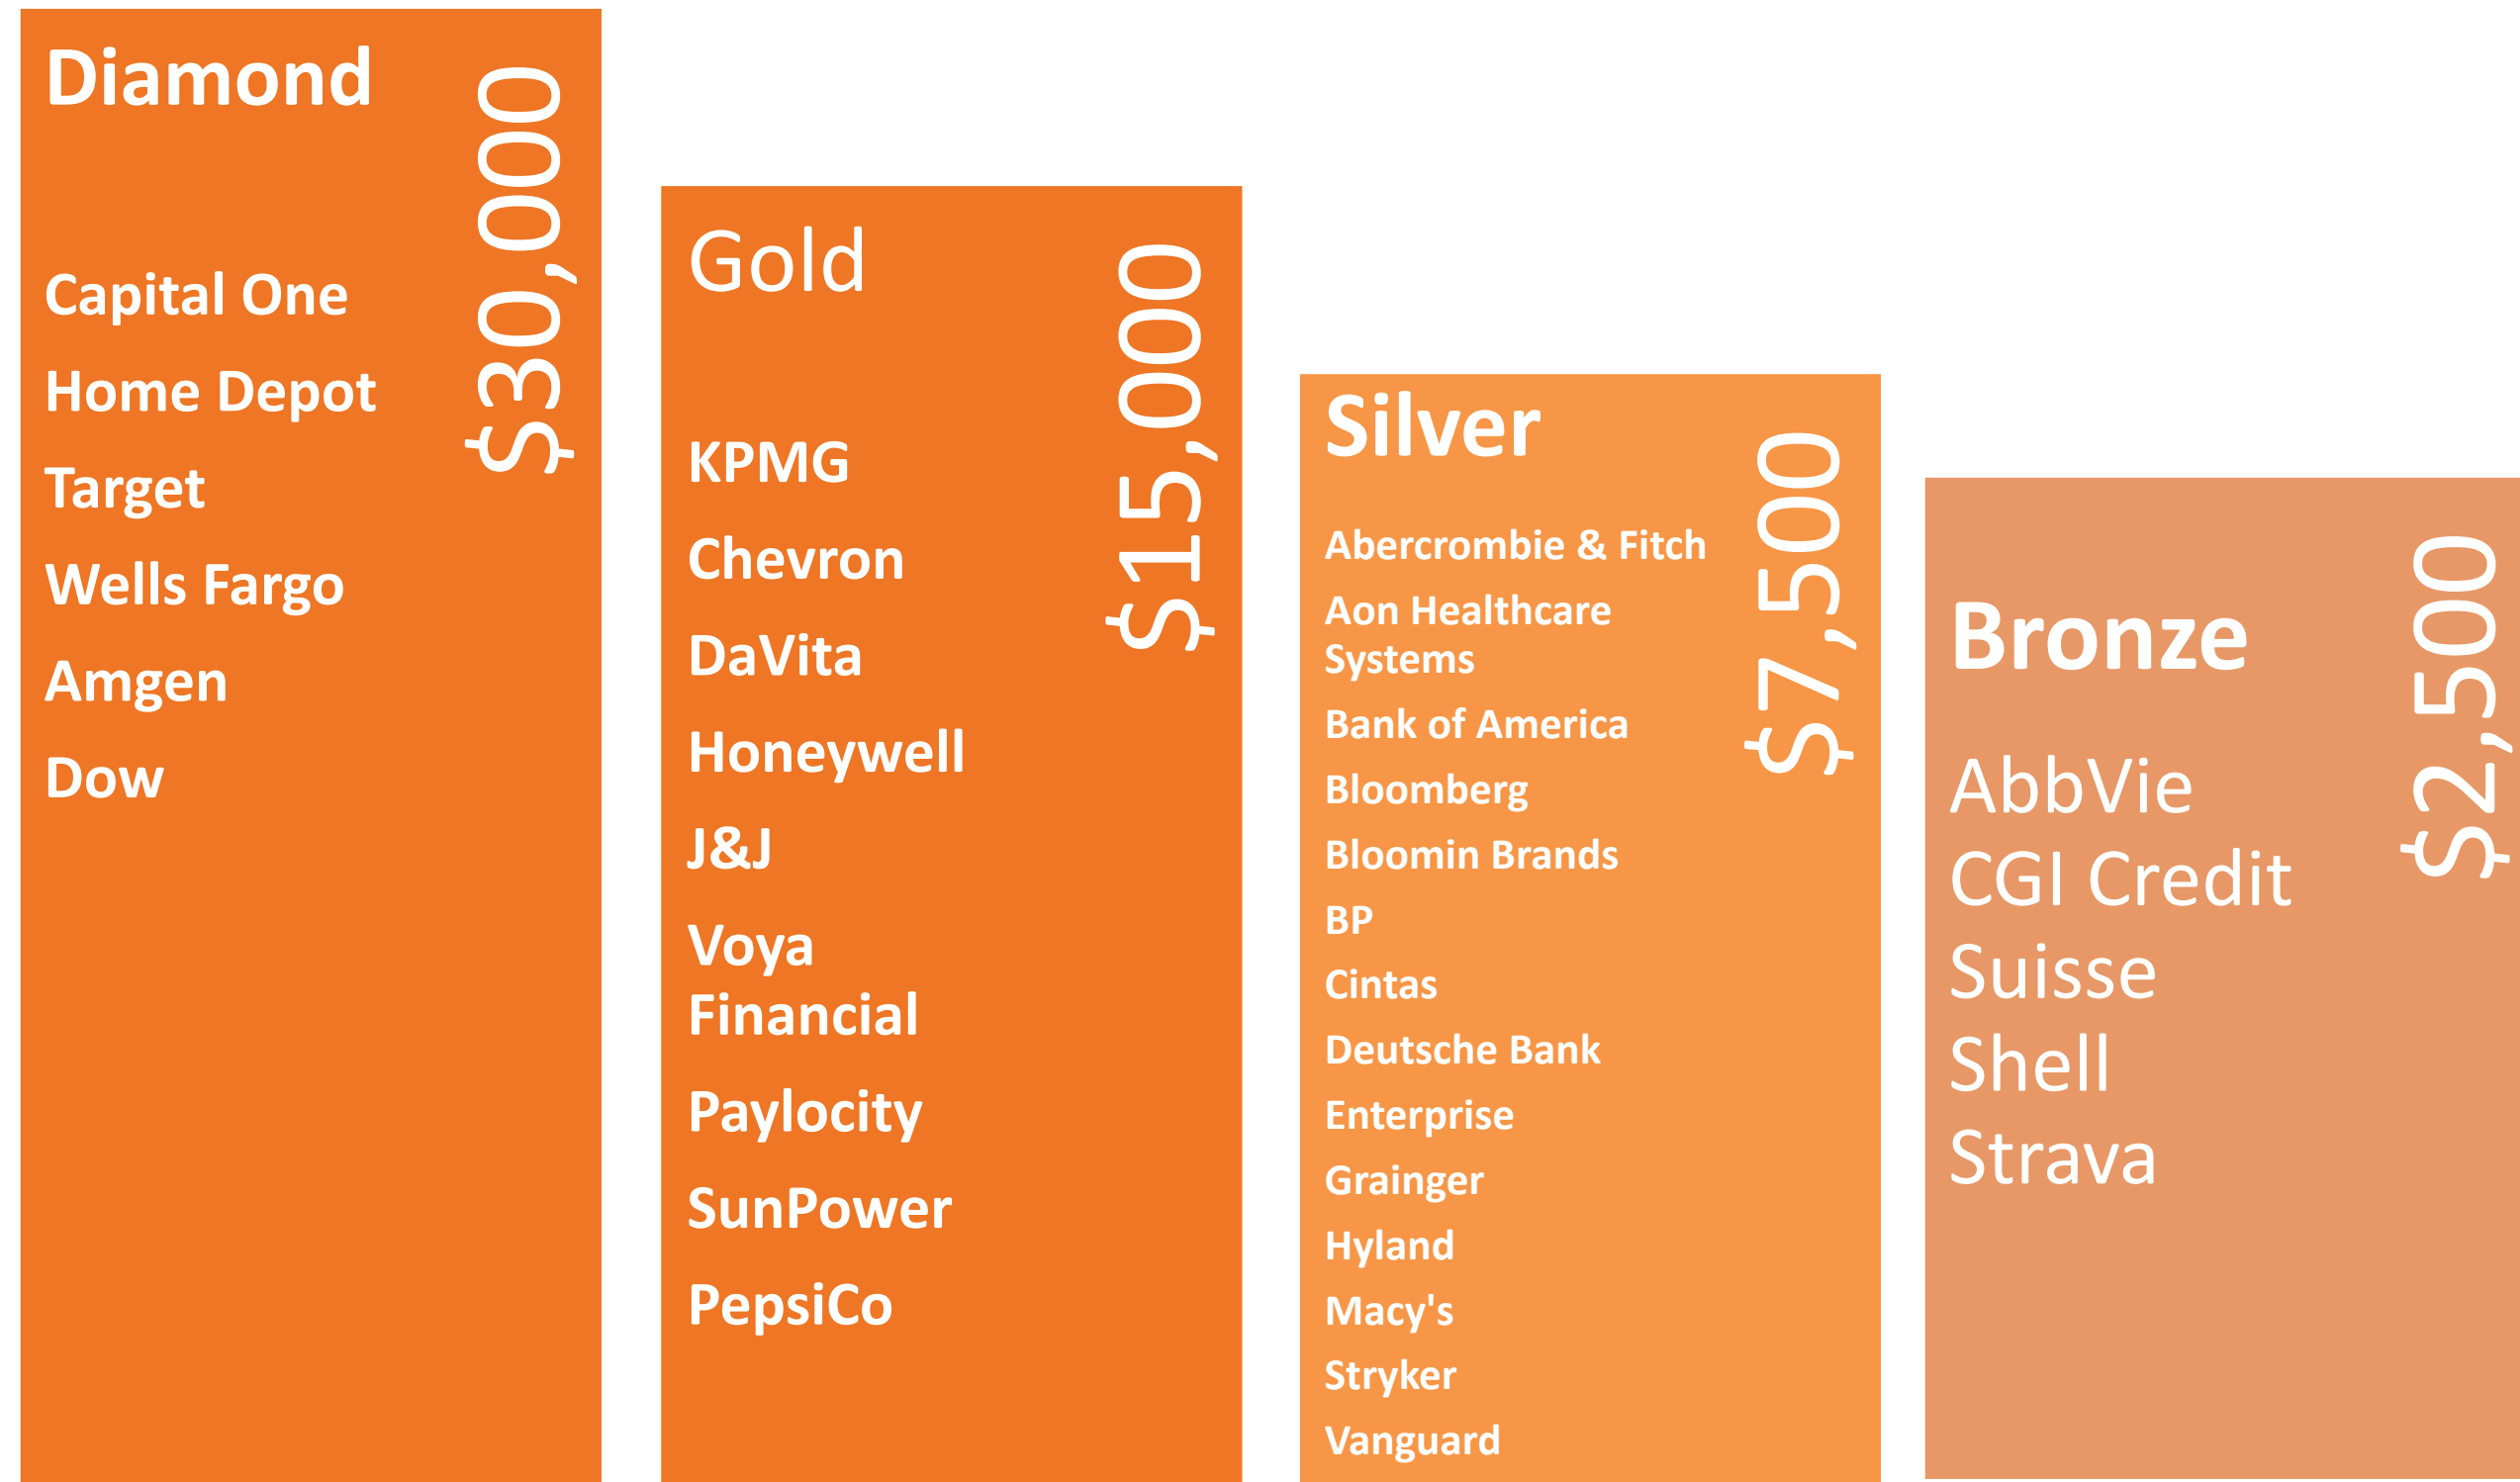 Diamond
$30,000
Capital One
Home Depot
Target
Wells Fargo
Amgen
Dow
Gold
$15,000
KPMG
Chevron
DaVita
Honeywell
J&J
Voya
Financial
Paylocity
SunPower
PepsiCo
Silver
$7,500
Abercrombie & Fitch
Aon Healthcare
Systems
Bank of America
Bloomberg
Bloomin Brands
BP
Cintas
Deutsche Bank
Enterprise
Grainger
Hyland
Macy's
Stryker
Vanguard
Bronze
$2,500
AbbVie
CGI Credit
Suisse
Shell
Strava